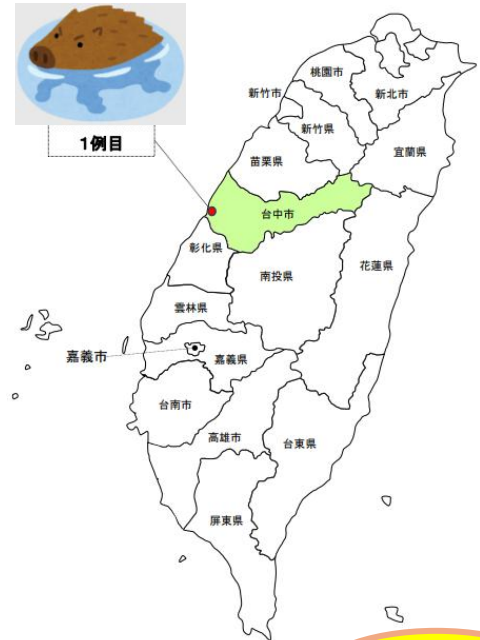 1例目
桃園市
新竹市
新北市
新竹県
宜蘭県
苗栗県
台中市
彰化県
花蓮県
南投県
雲林県
嘉義市
嘉義県
台南市
高雄市
台東県
屏東県